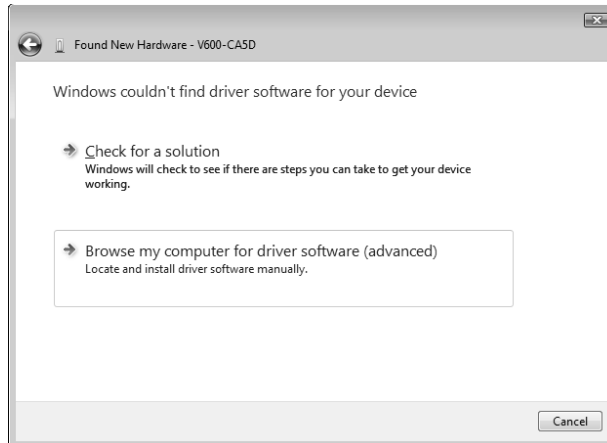 Found New Hardware - V600-CA5D
Windows couldn't find driver software for your device
Check for a solution
Windows will check to see if there are steps you can take to get your device
working.
Browse my computer for driver software (advanced)
Locate and install driver software manually.
Cancel